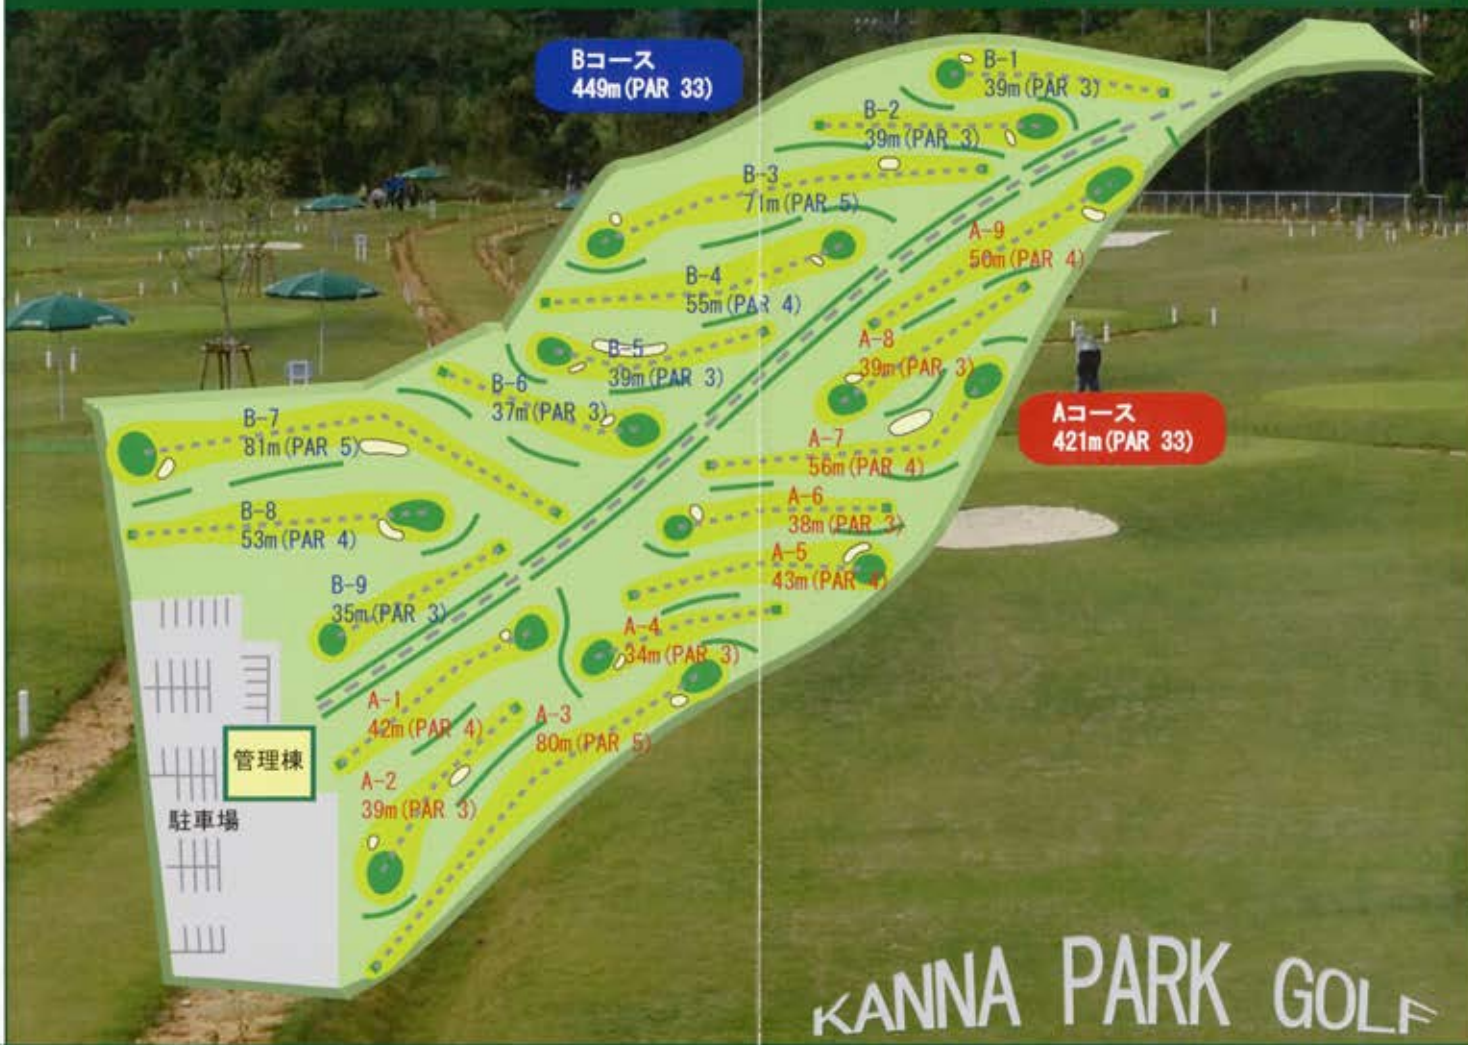 Bコース
449m(PAR 33)
B-1
39m(PAR 3)
B-2
39m(PAR 3)
B-3
71m(PAR 5)
A-9
50m(PAR 4)
B-4
55m(PAR 4)
A-8
39m(PAR 3)
B-5
39m(PAR 3)
B-6
37m(PAR 3)
Aコース
421m(PAR 33)
B-7
81m(PAR 5)
A-7
56m(PAR 4)
A-6
38m(PAR 3)
B-8
53m(PAR 4)
A-5
43m(PAR 4)
B-9
35m(PAR 3)
A-4
34m(PAR 3)
A-1
42m(PAR 4)
A-3
80m(PAR 5)
管理棟
A-2
39m(PAR 3)
駐車場
KANNA PARK GOLF